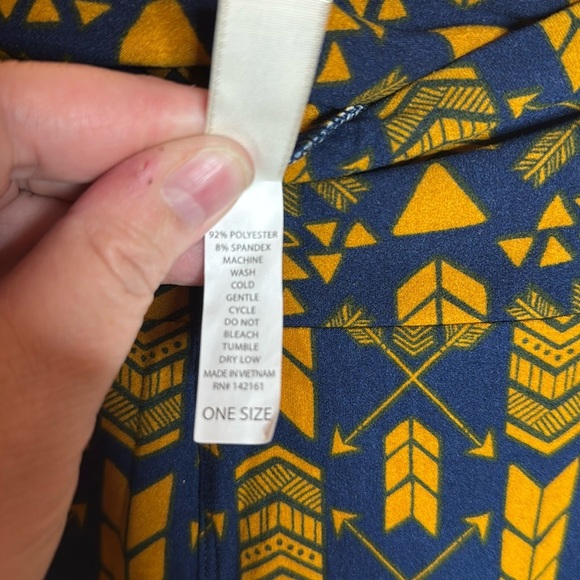 92% POLYESTER
8% SPANDEX
MACHINE
WASH
COLD
GENTLE
CYCLE
DO NOT
BLEACH
TUMBLE
DRY LOW
MADE IN VIETNAM
RN# 142161
ONE SIZE